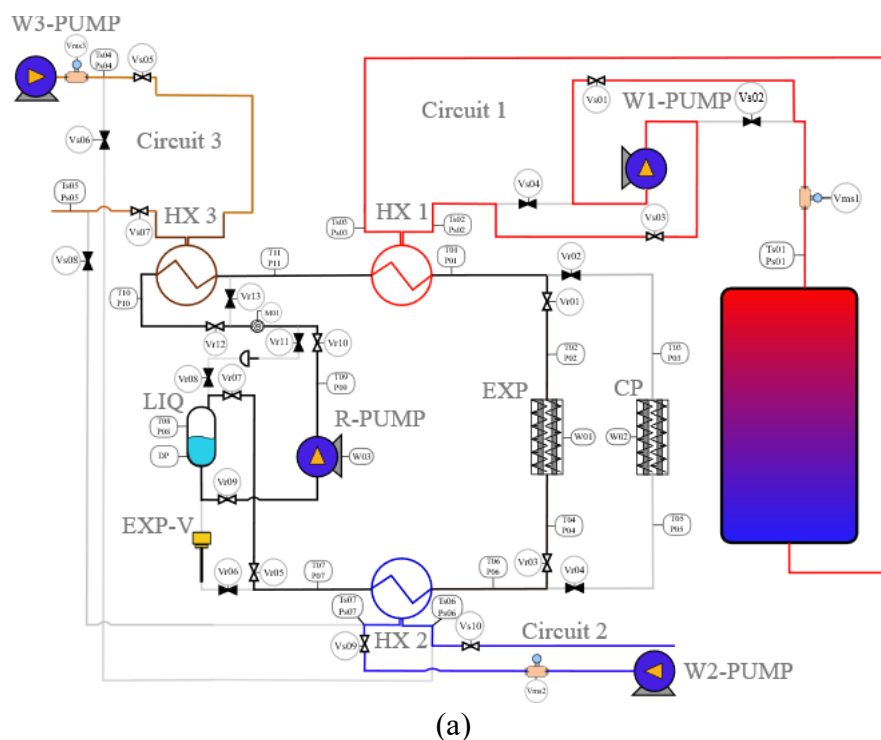 W3-PUMP
Vms3
Ts04
Ps04
Vs05
Vs06
Circuit 3
Circuit 1
Vs01
W1-PUMP
Vs02
Ts05
Ps05
Vs07
HX 3
Vs04
Vs03
Vms1
HX 1
Ts03
Ps03
Ts02
Ps02
Ts01
Ps01
Vs08
T11
P11
T01
P01
Vr02
T10
P10
Vr13
M01
Vr01
Vr12
Vr11
Vr10
T02
P02
T03
P03
Vr08
Vr07
T09
P09
LIQ
R-PUMP
EXP
CP
T08
P08
DP
W03
W01
W02
Vr09
EXP-V
T04
P04
T05
P05
Vr06
Vr05
T07
P07
T06
P06
Vr03
Vr04
Ts07
Ps07
Ts06
Ps06
Vs09
HX 2
Vs10
Circuit 2
Vms2
W2-PUMP
(a)